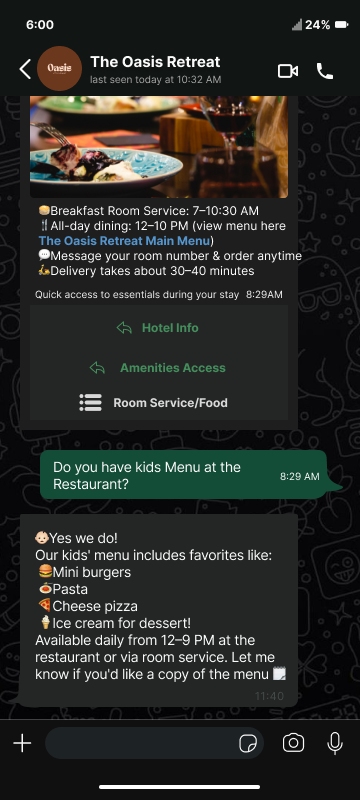 6:00
24%
Oasis
The Oasis Retreat
last seen today at 10:32 AM
Breakfast Room Service: 7–10:30 AM
All-day dining: 12–10 PM (view menu here
The Oasis Retreat Main Menu)
Message your room number & order anytime
Delivery takes about 30–40 minutes
Quick access to essentials during your stay 8:29AM
Hotel Info
Amenities Access
Room Service/Food
Do you have kids Menu at the
Restaurant?
8:29 AM
👶🏻Yes we do!
Our kids' menu includes favorites like:
🍔Mini burgers
🍝Pasta
🍕Cheese pizza
🍦Ice cream for dessert!
Available daily from 12–9 PM at the
restaurant or via room service. Let me
know if you'd like a copy of the menu 🗒️
11:40